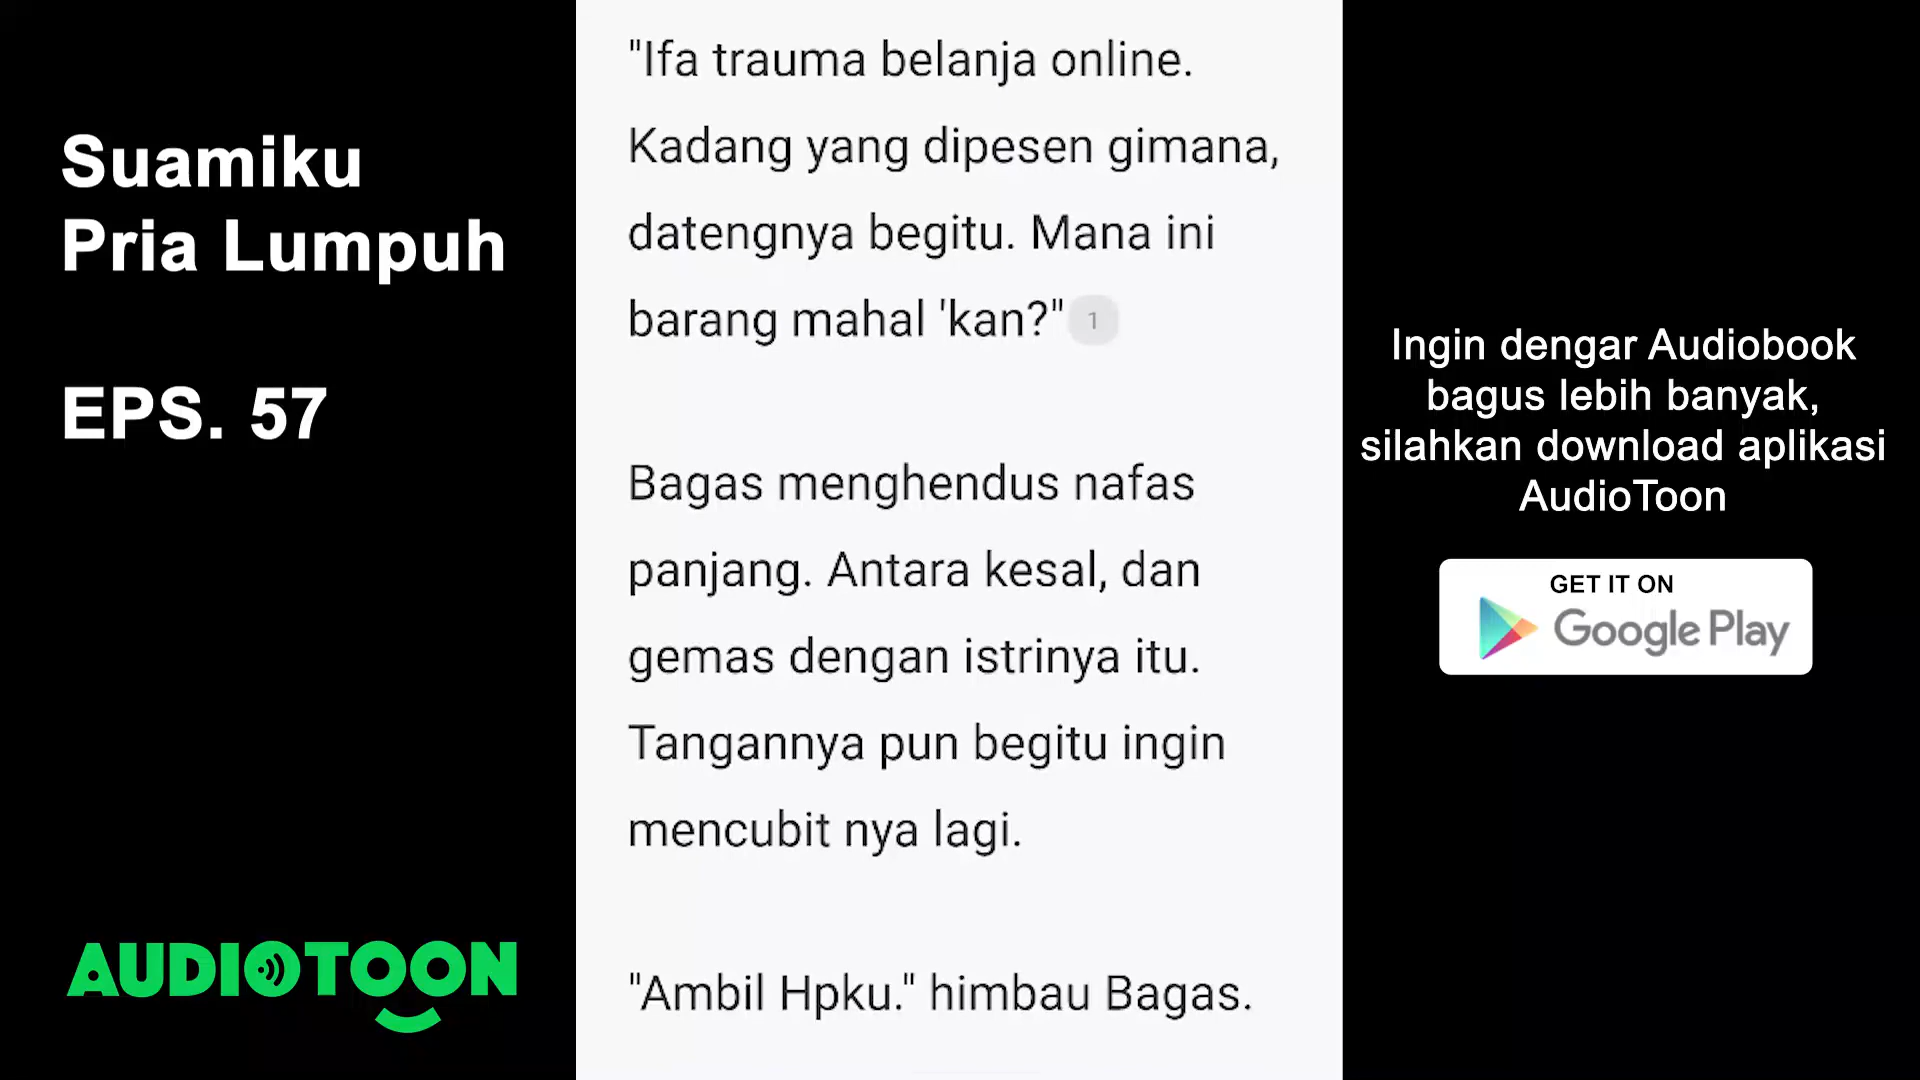 Suamiku
Pria Lumpuh
EPS. 57
AUDIOTOON
"Ifa trauma belanja online.
Kadang yang dipesen gimana,
datengnya begitu. Mana ini
barang mahal 'kan?" 1
Bagas menghendus nafas
panjang. Antara kesal, dan
gemas dengan istrinya itu.
Tangannya pun begitu ingin
mencubit nya lagi.
"Ambil Hpku." himbau Bagas.
Ingin dengar Audiobook
bagus lebih banyak,
silahkan download aplikasi
AudioToon
GET IT ON
Google Play